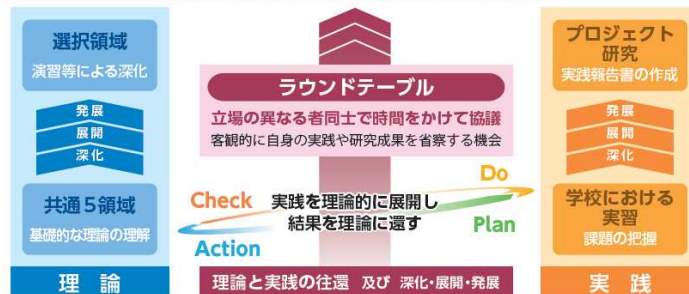 選択領域
演習等による深化
発展
展開
深化
共通5領域
基礎的な理論の理解
理 論
ラウンドテーブル
立場の異なる者同士で時間をかけて協議
客観的に自身の実践や研究成果を省察する機会
Do
Check
実践を理論的に展開し
結果を理論に還す
Plan
Action
理論と実践の往還 及び 深化・展開・発展
プロジェクト
研究
実践報告書の作成
発展
展開
深化
学校における
実習
課題の把握
実 践